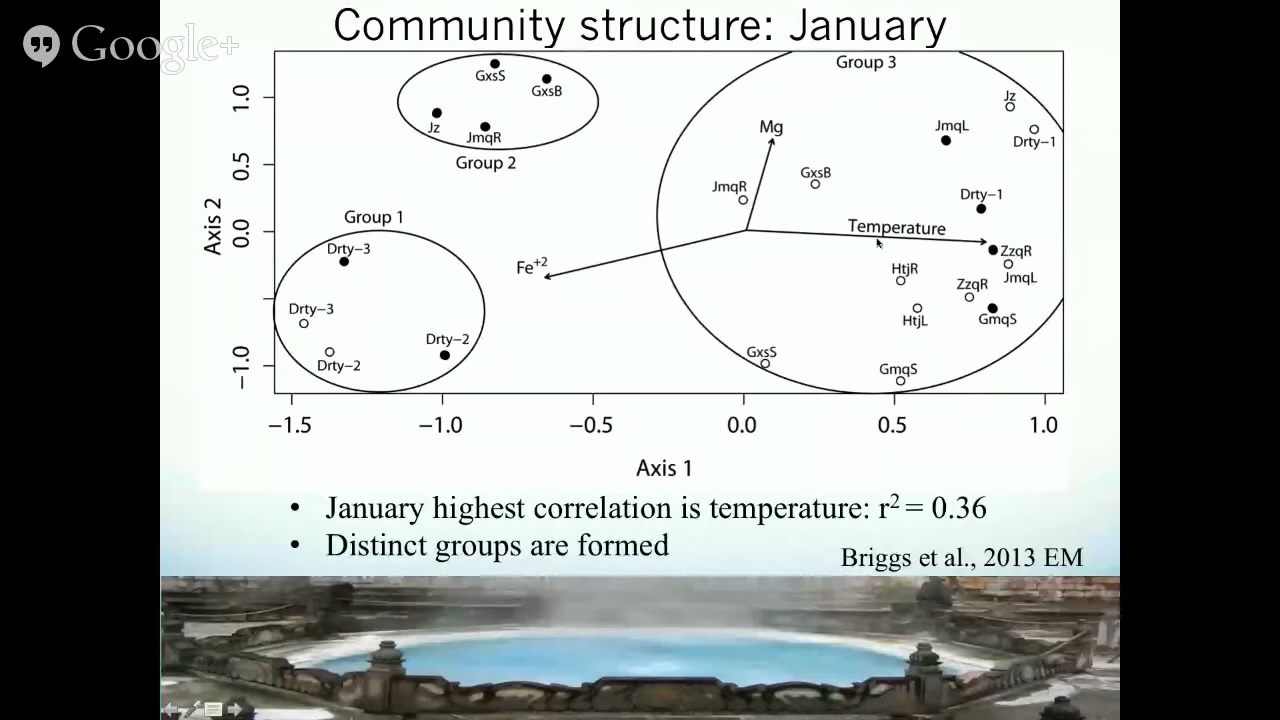 Community structure: January
Google+
Group 3
GxsS
GxsB
Jz
JmqR
Group 2
Jz
JmqL
Drty−1
Mg
GxsB
JmqR
Drty−1
Temperature
Group 1
Drty−3
Fe+2
ZzqR
HtjR
JmqL
ZzqR
Drty−3
HtjL
GmqS
Drty−2
Drty−2
GxsS
GmqS
Axis 2
1.0
0.5
0.0
−1.0
−1.5
−1.0
−0.5
0.0
0.5
1.0
Axis 1
• January highest correlation is temperature: r2 = 0.36
• Distinct groups are formed
Briggs et al., 2013 EM